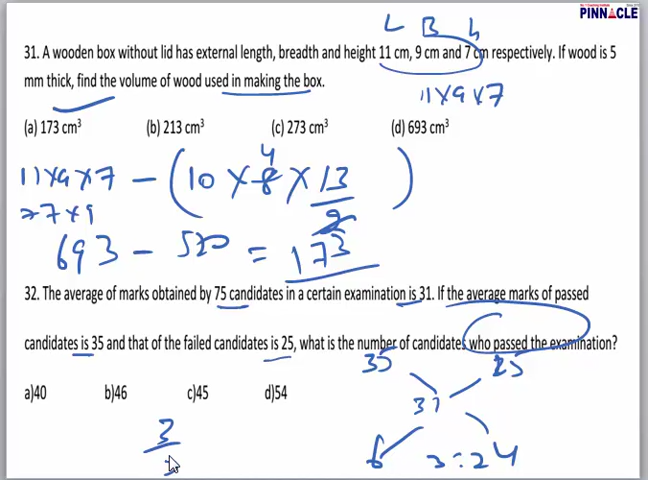 PINNACLE
L B h
31. A wooden box without lid has external length, breadth and height 11 cm, 9 cm and 7 cm respectively. If wood is 5
mm thick, find the volume of wood used in making the box.
11×9×7
(a) 173 cm³ (b) 213 cm³ (c) 273 cm³ (d) 693 cm³
4
11×9×7 - (10 × 8 × 13 )
77×9 2
693 - 520 = 173
32. The average of marks obtained by 75 candidates in a certain examination is 31. If the average marks of passed
candidates is 35 and that of the failed candidates is 25, what is the number of candidates who passed the examination?
35 25
a)40 b)46 c)45 d)54
31
3
6 3:2 4